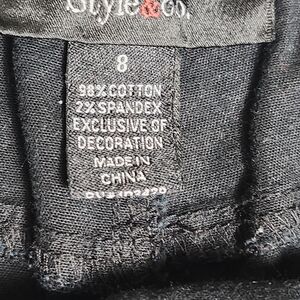 Style&co.
8
98% COTTON
2% SPANDEX
EXCLUSIVE OF
DECORATION
MADE IN
CHINA